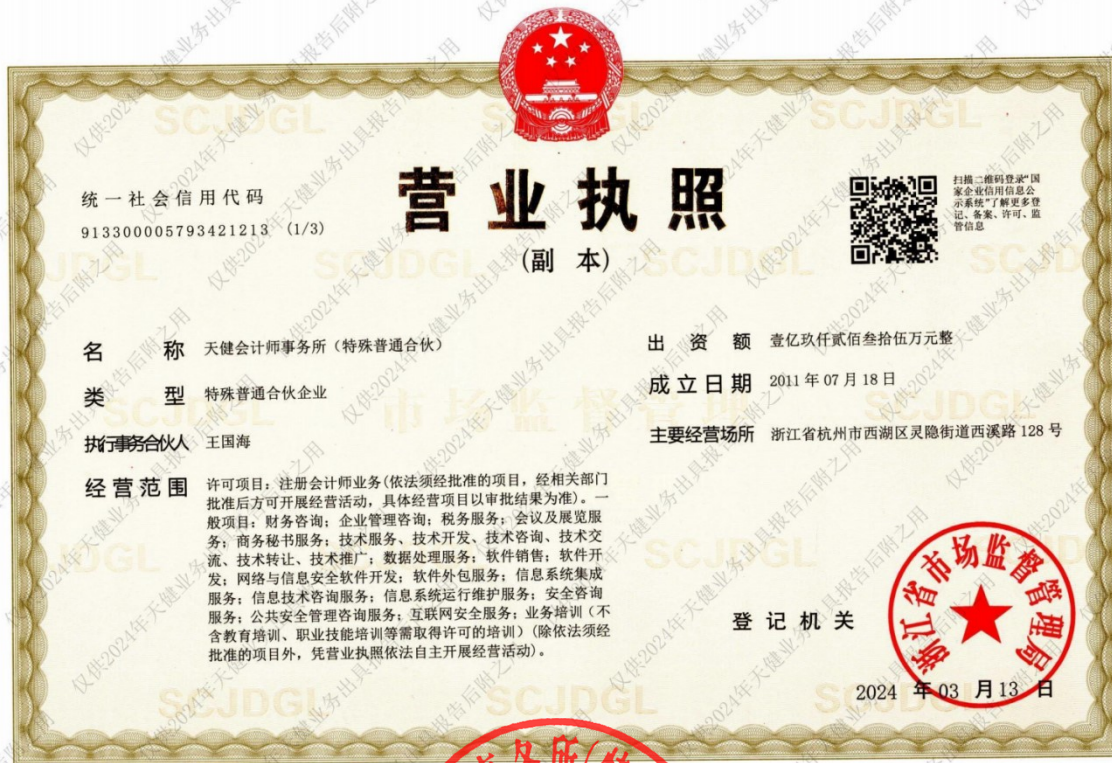 统一社会信用代码
913300005793421213 (1/3)
营业执照
(副 本)
扫描二维码登录“国
家企业信用信息公
示系统”了解更多登
记、备案、许可、监
管信息
名 称 天健会计师事务所（特殊普通合伙）
类 型 特殊普通合伙企业
执行事务合伙人 王国海
经营范围 许可项目：注册会计师业务(依法须经批准的项目，经相关部门
批准后方可开展经营活动，具体经营项目以审批结果为准)。一
般项目：财务咨询；企业管理咨询；税务服务；会议及展览服
务；商务秘书服务；技术服务、技术开发、技术咨询、技术交
流、技术转让、技术推广；数据处理服务；软件销售；软件开
发；网络与信息安全软件开发；软件外包服务；信息系统集成
服务；信息技术咨询服务；信息系统运行维护服务；安全咨询
服务；公共安全管理咨询服务；互联网安全服务；业务培训（不
含教育培训、职业技能培训等需取得许可的培训）(除依法须经
批准的项目外，凭营业执照依法自主开展经营活动)。
出 资 额 壹亿玖仟贰佰叁拾伍万元整
成立日期 2011 年 07 月 18 日
主要经营场所 浙江省杭州市西湖区灵隐街道西溪路 128 号
登记机关
浙江省市场监督管理局
2024 年 03 月 13 日
市场监督管理
SCJDGL
仅供2024年天健业务出具报告后附之用